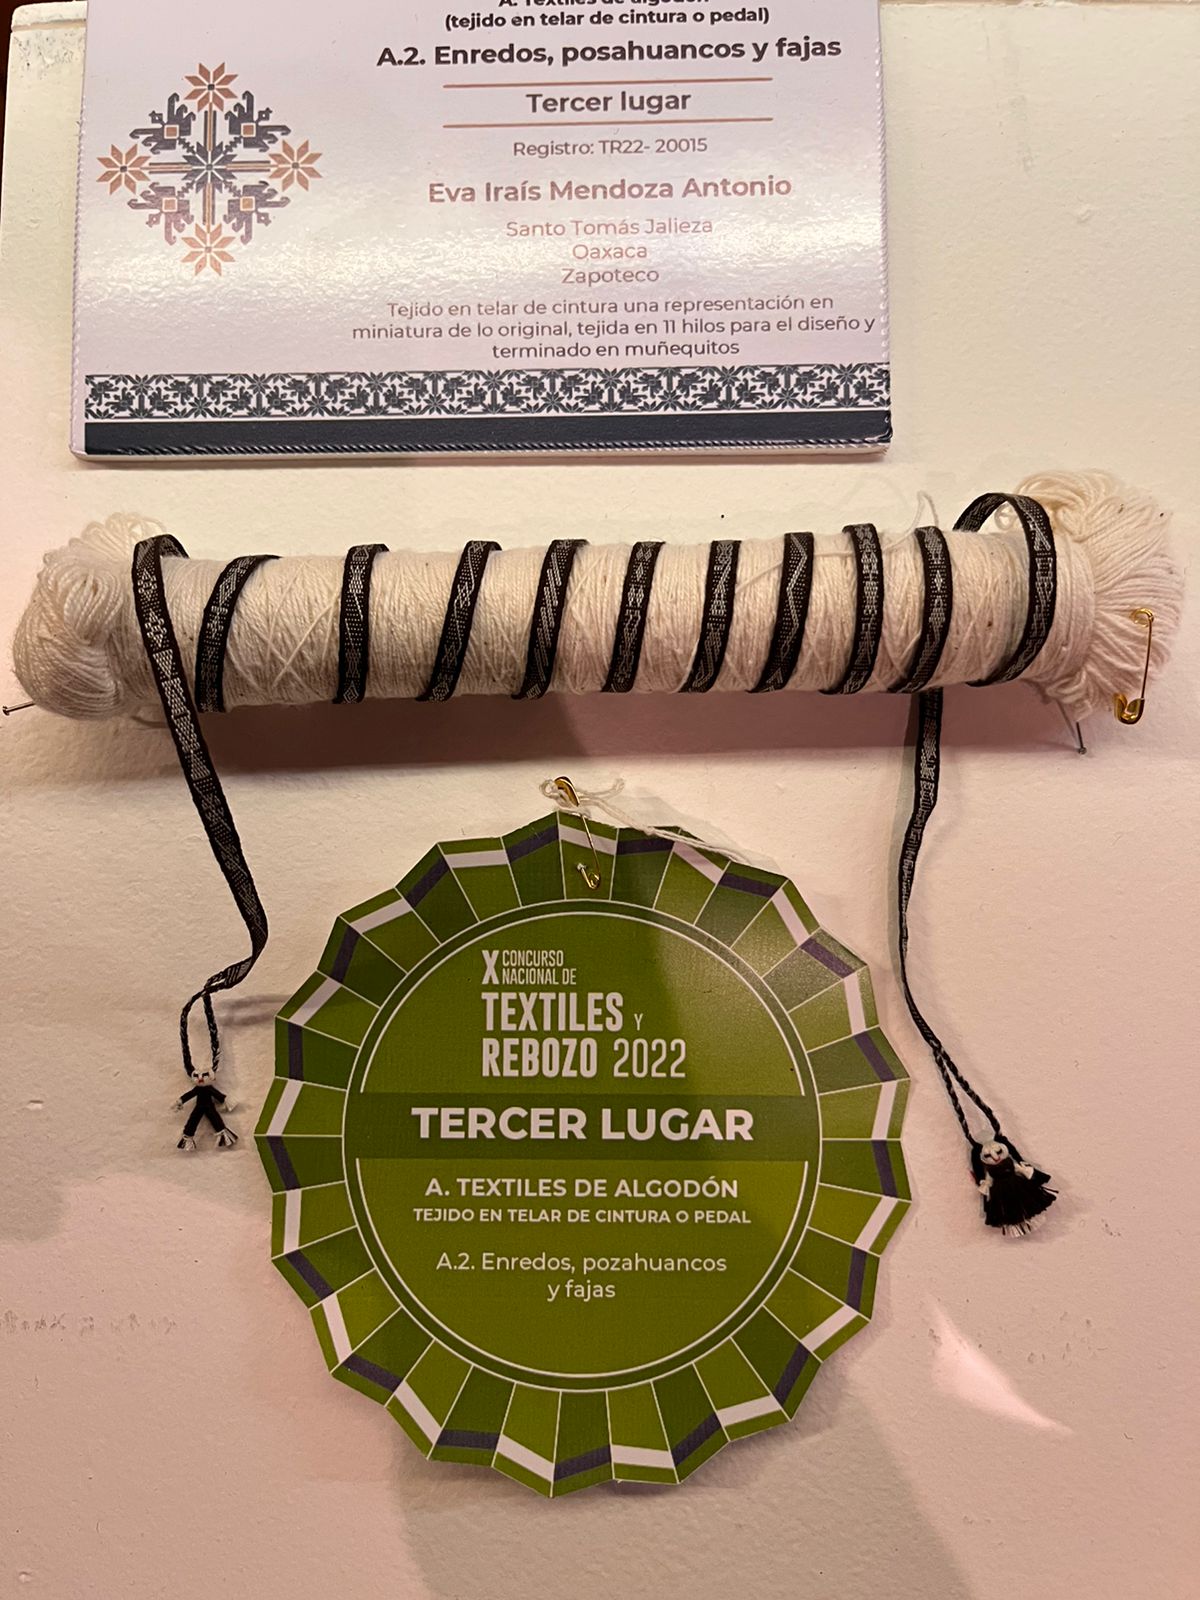 A. Textiles de algodón
(tejido en telar de cintura o pedal)
A.2. Enredos, posahuancos y fajas
Tercer lugar
Registro: TR22- 20015
Eva Iraís Mendoza Antonio
Santo Tomás Jalieza
Oaxaca
Zapoteco
Tejido en telar de cintura una representación en
miniatura de lo original, tejida en 11 hilos para el diseño y
terminado en muñequitos
X CONCURSO
NACIONAL DE
TEXTILES Y
REBOZO 2022
TERCER LUGAR
A. TEXTILES DE ALGODÓN
TEJIDO EN TELAR DE CINTURA O PEDAL
A.2. Enredos, pozahuancos
y fajas